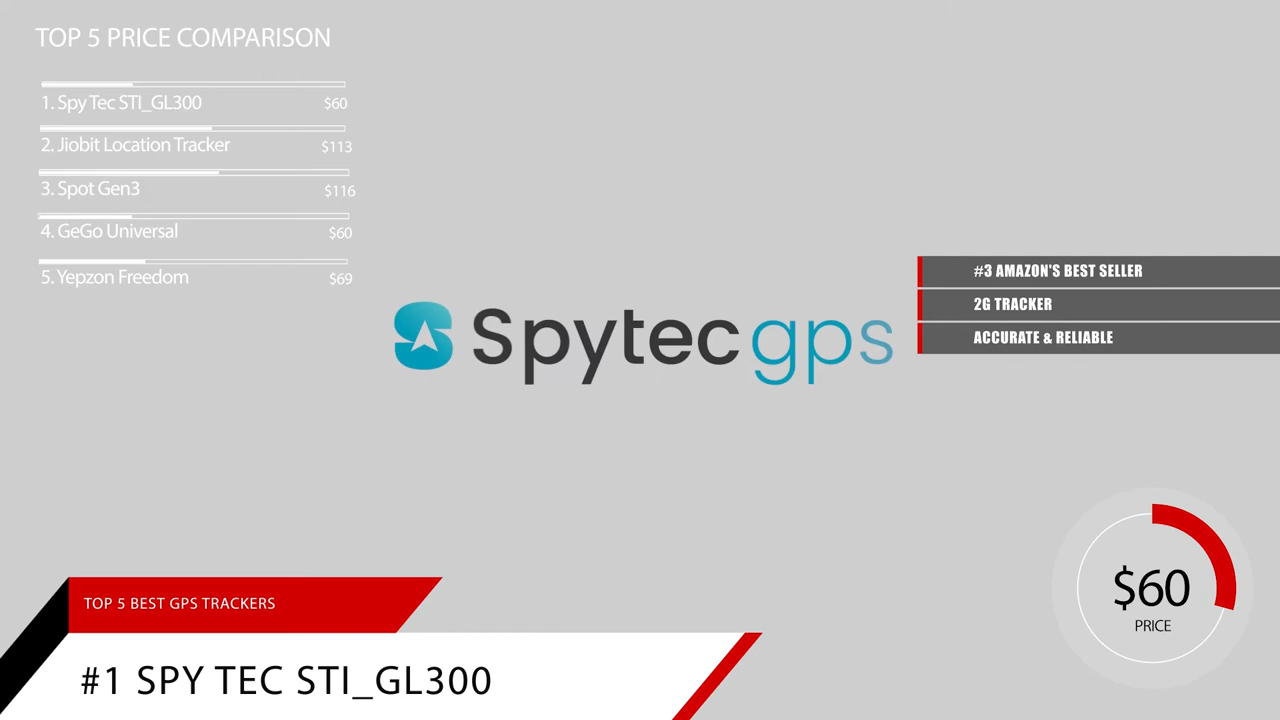 TOP 5 PRICE COMPARISON
1. Spy Tec STI_GL300 $60
2. Jiobit Location Tracker $113
3. Spot Gen3 $116
4. GeGo Universal $60
5. Yepzon Freedom $69
Spytec gps
#3 AMAZON'S BEST SELLER
2G TRACKER
ACCURATE & RELIABLE
$60
PRICE
TOP 5 BEST GPS TRACKERS
#1 SPY TEC STI_GL300